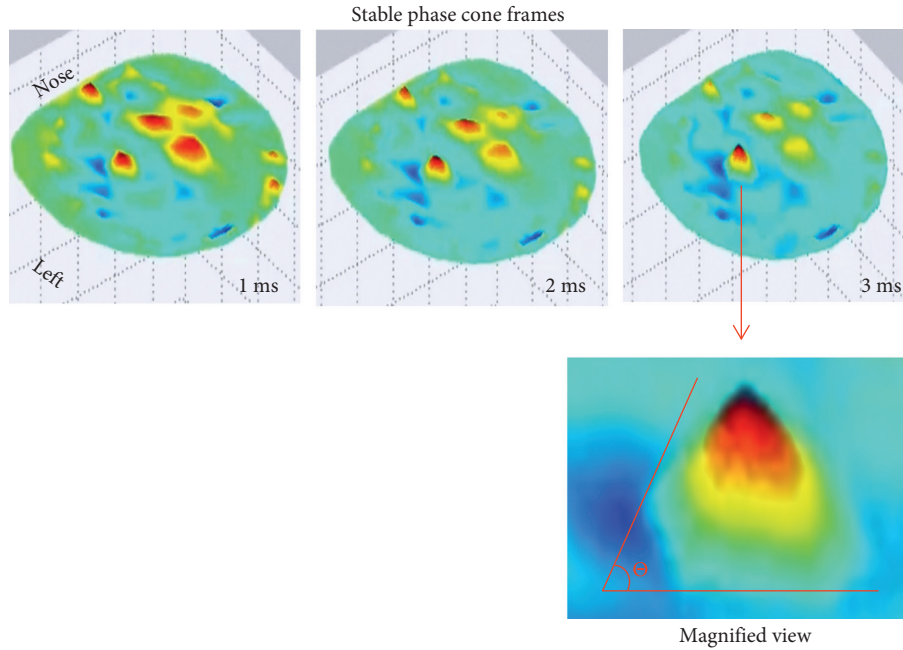 Stable phase cone frames
Nose
Left
1 ms
2 ms
3 ms
Θ
Magnified view